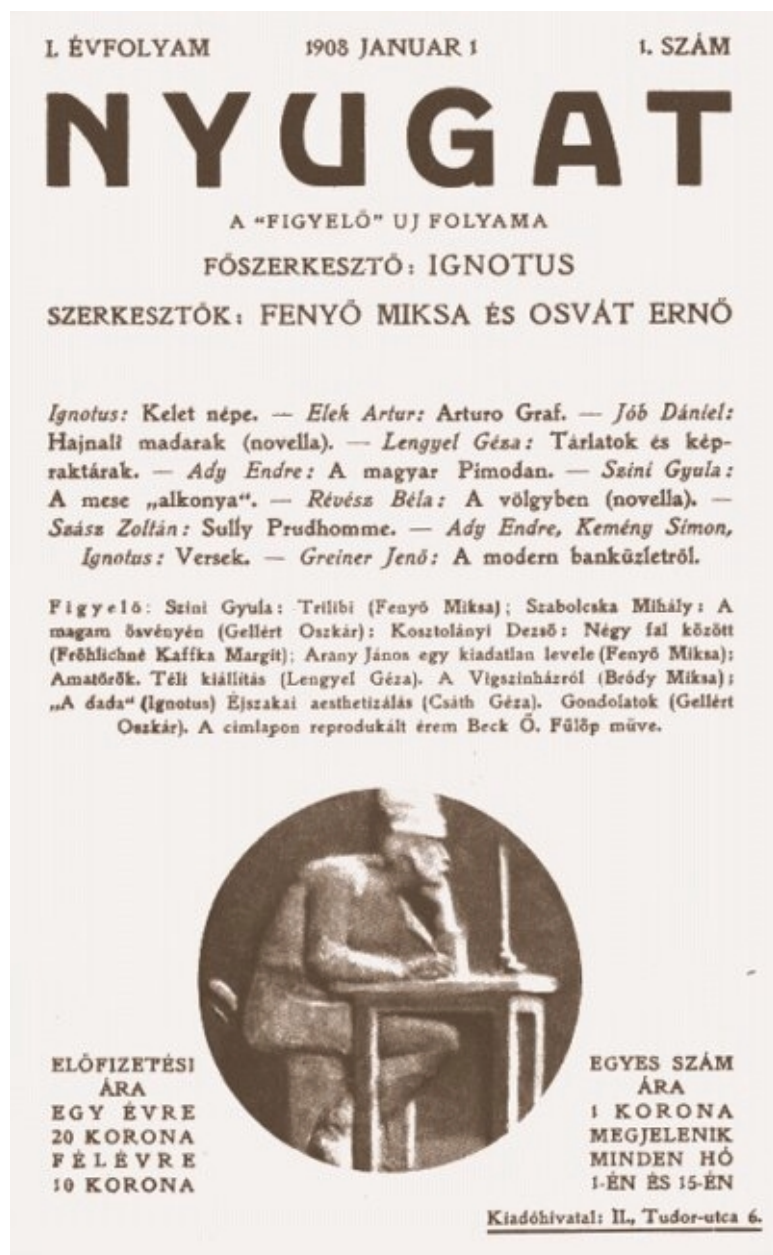 I. ÉVFOLYAM 1908 JANUAR 1 1. SZÁM
NYUGAT
A “FIGYELŐ” UJ FOLYAMA
FŐSZERKESZTŐ: IGNOTUS
SZERKESZTŐK: FENYŐ MIKSA ÉS OSVÁT ERNŐ
Ignotus: Kelet népe. — Elek Artur: Arturo Graf. — Jób Dániel:
Hajnali madarak (novella). — Lengyel Géza: Tárlatok és kép-
raktárak. — Ady Endre: A magyar Pimodan. — Szini Gyula:
A mese „alkonya“. — Révész Béla: A völgyben (novella). —
Szász Zoltán: Sully Prudhomme. — Ady Endre, Kemény Simon,
Ignotus: Versek. — Greiner Jenő: A modern banküzletről.
Figyelő: Szini Gyula: Trilibi (Fenyő Miksa); Szabolcska Mihály: A
magam ösvényén (Gellért Oszkár): Kosztolányi Dezső: Négy fal között
(Fröhlichné Kaffka Margit); Arany János egy kiadatlan levele (Fenyő Miksa);
Amatőrök. Téli kiállítás (Lengyel Géza). A Vigszinházról (Bródy Miksa);
„A dada“ (Ignotus) Éjszakai aesthetizálás (Csáth Géza). Gondolatok (Gellért
Oszkár). A cimlapon reprodukált érem Beck Ö. Fülöp müve.
ELŐFIZETÉSI
ÁRA
EGY ÉVRE
20 KORONA
FÉLÉVRE
10 KORONA
EGYES SZÁM
ÁRA
1 KORONA
MEGJELENIK
MINDEN HÓ
1-ÉN ÉS 15-ÉN
Kiadóhivatal: II., Tudor-utca 6.